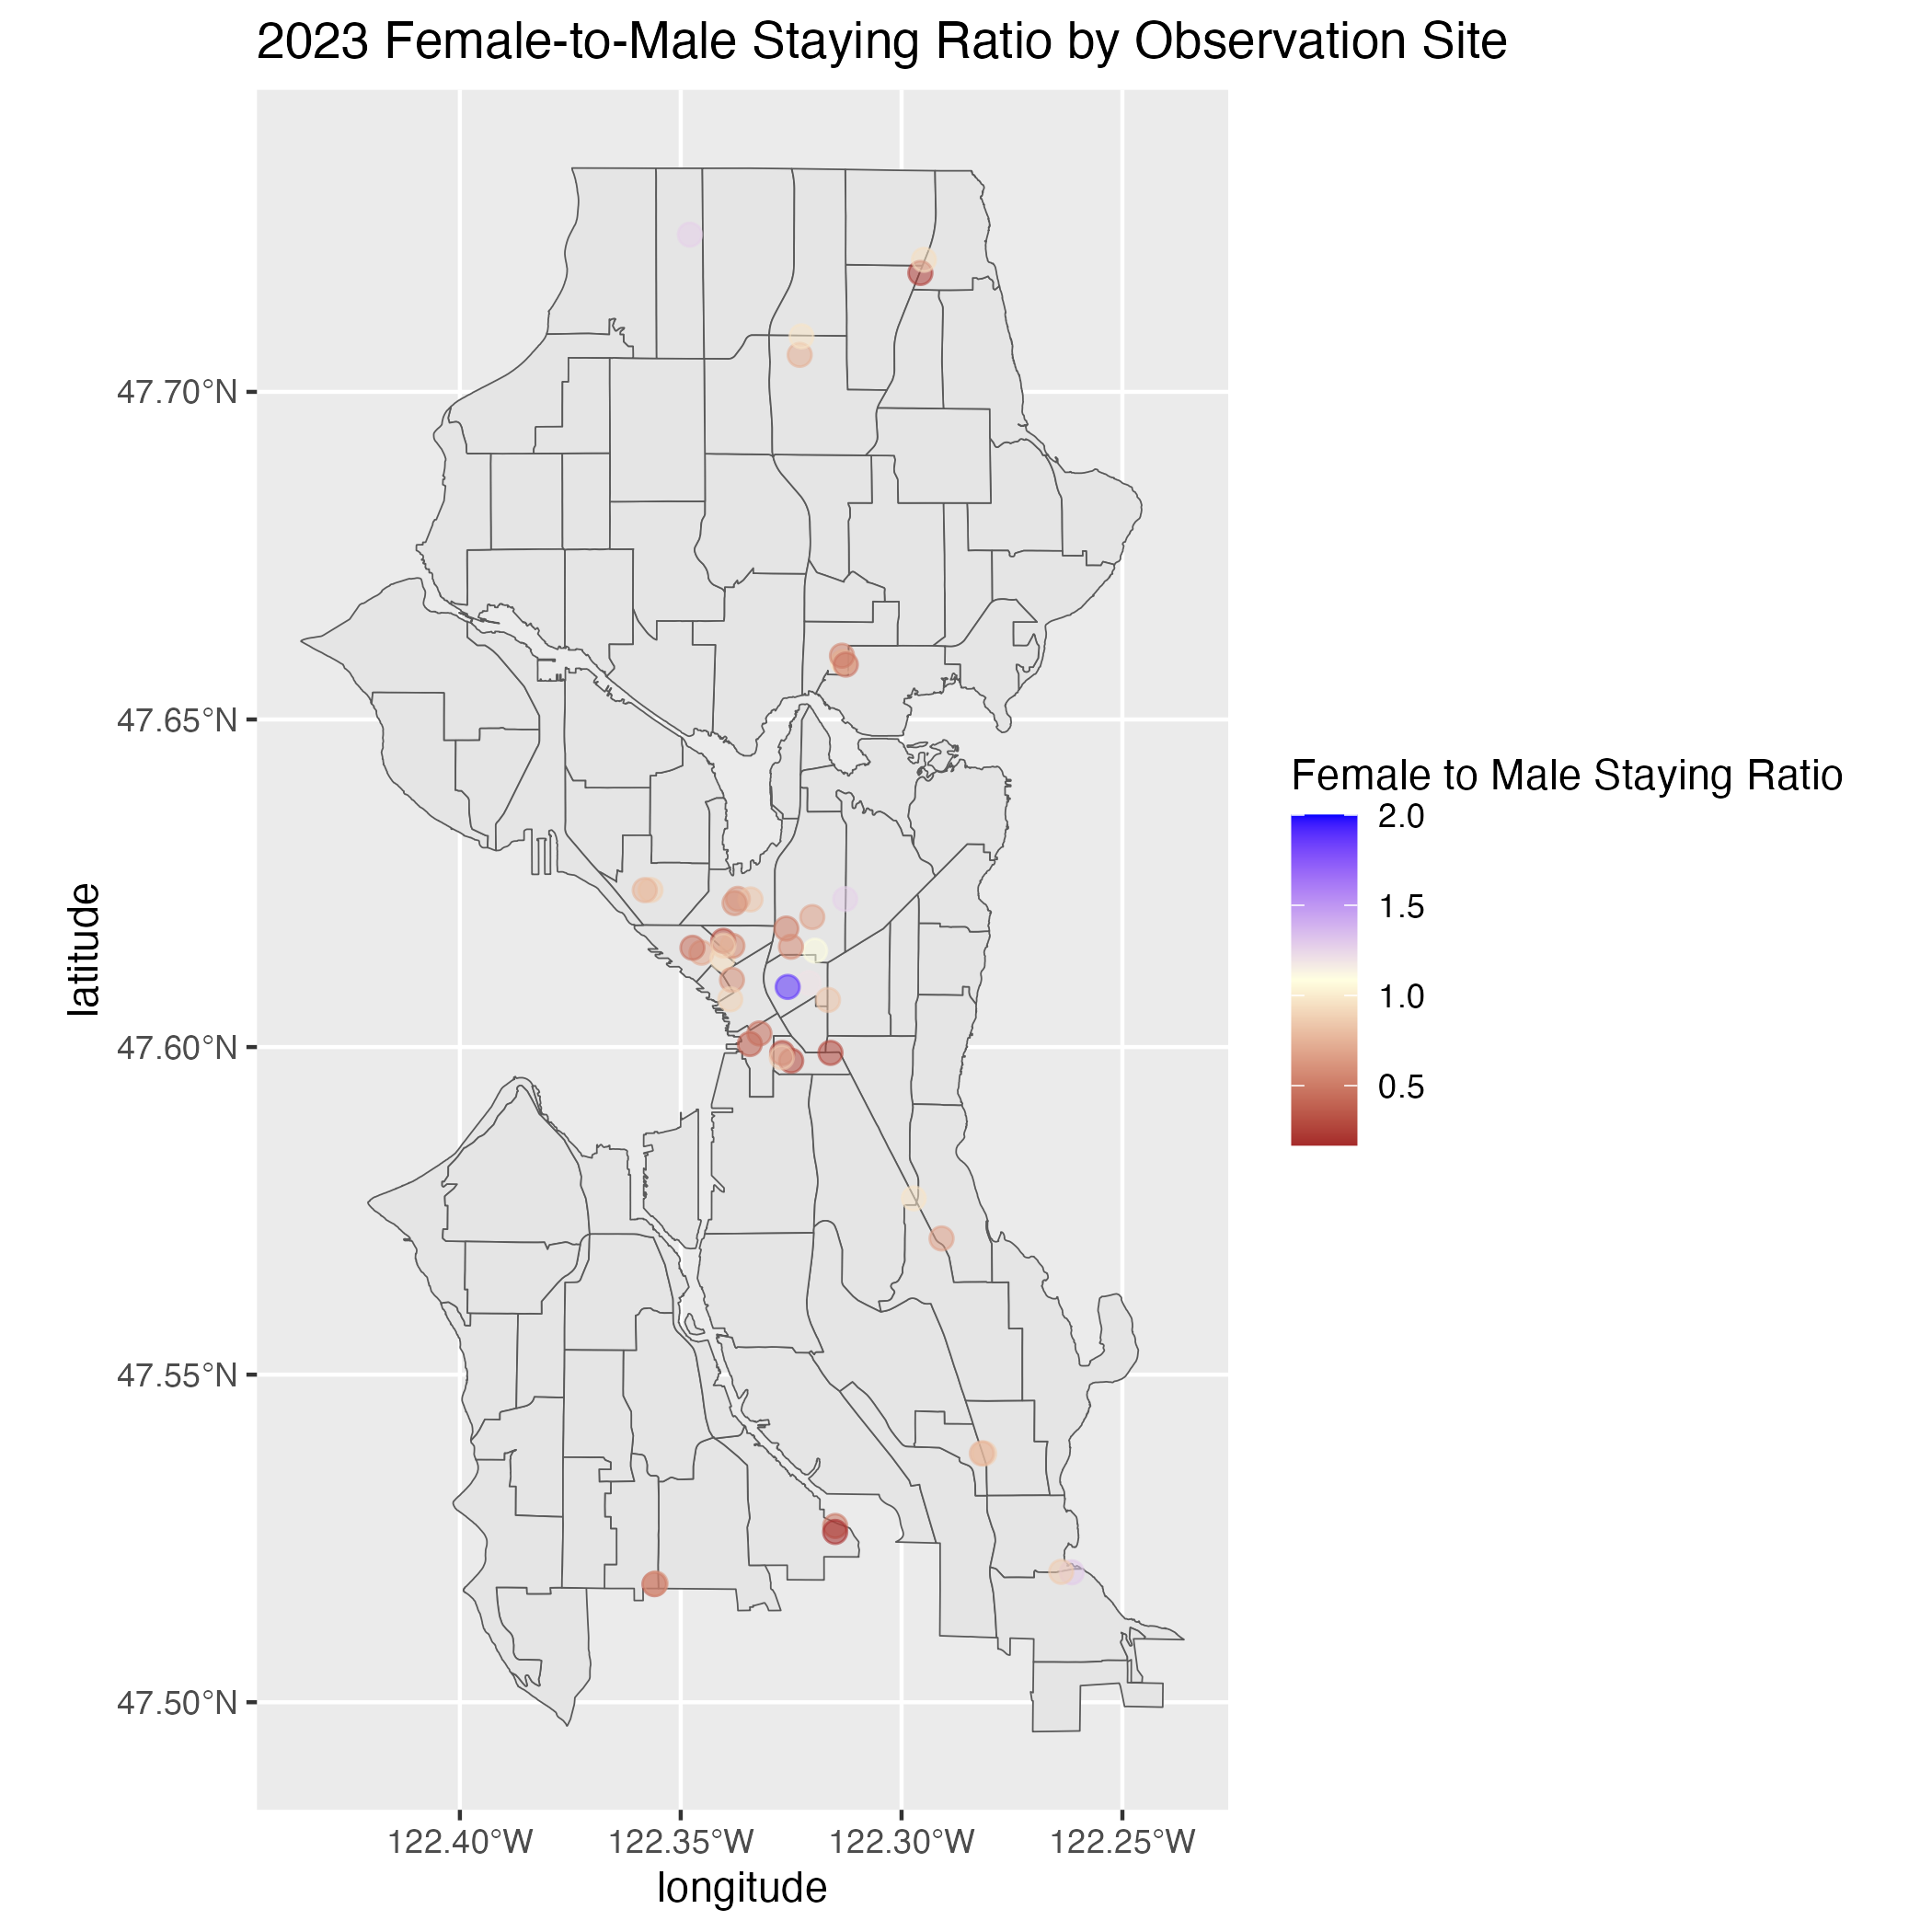 2023 Female-to-Male Staying Ratio by Observation Site
47.70°N
47.65°N
47.60°N
47.55°N
47.50°N
latitude
122.40°W 122.35°W 122.30°W 122.25°W
longitude
Female to Male Staying Ratio
2.0
1.5
1.0
0.5